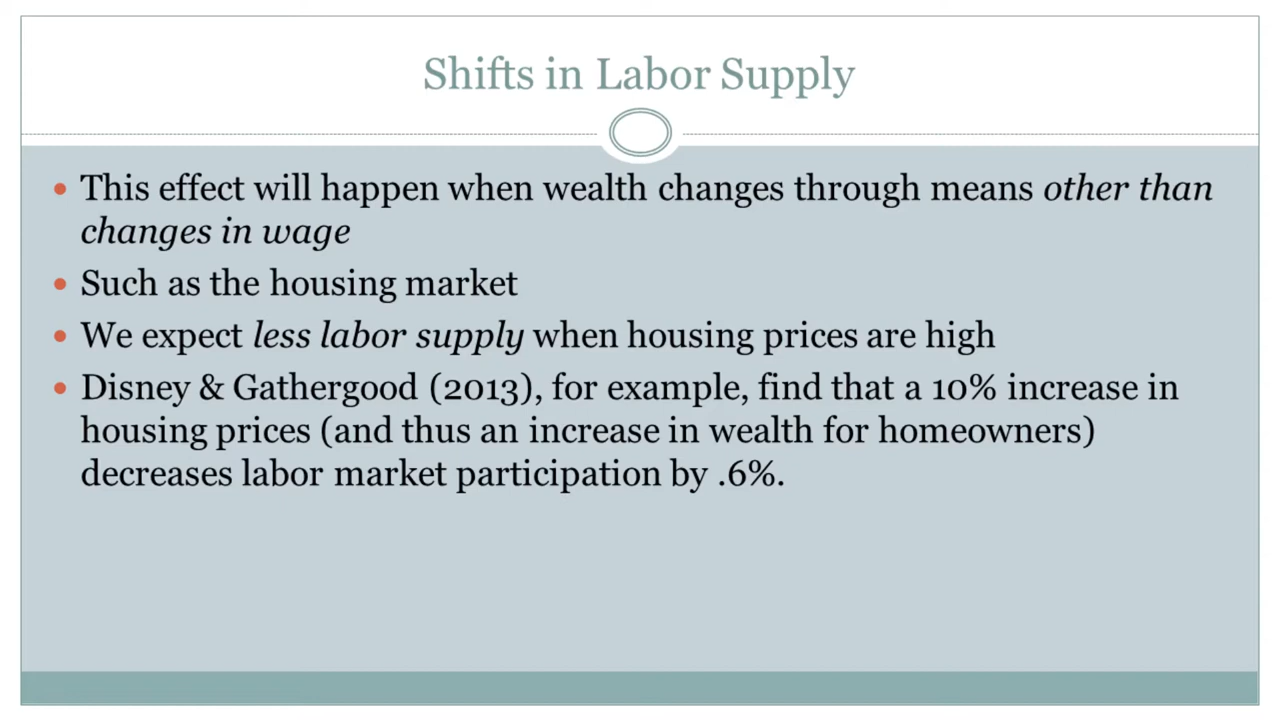 Shifts in Labor Supply
• This effect will happen when wealth changes through means other than
changes in wage
• Such as the housing market
• We expect less labor supply when housing prices are high
• Disney & Gathergood (2013), for example, find that a 10% increase in
housing prices (and thus an increase in wealth for homeowners)
decreases labor market participation by .6%.